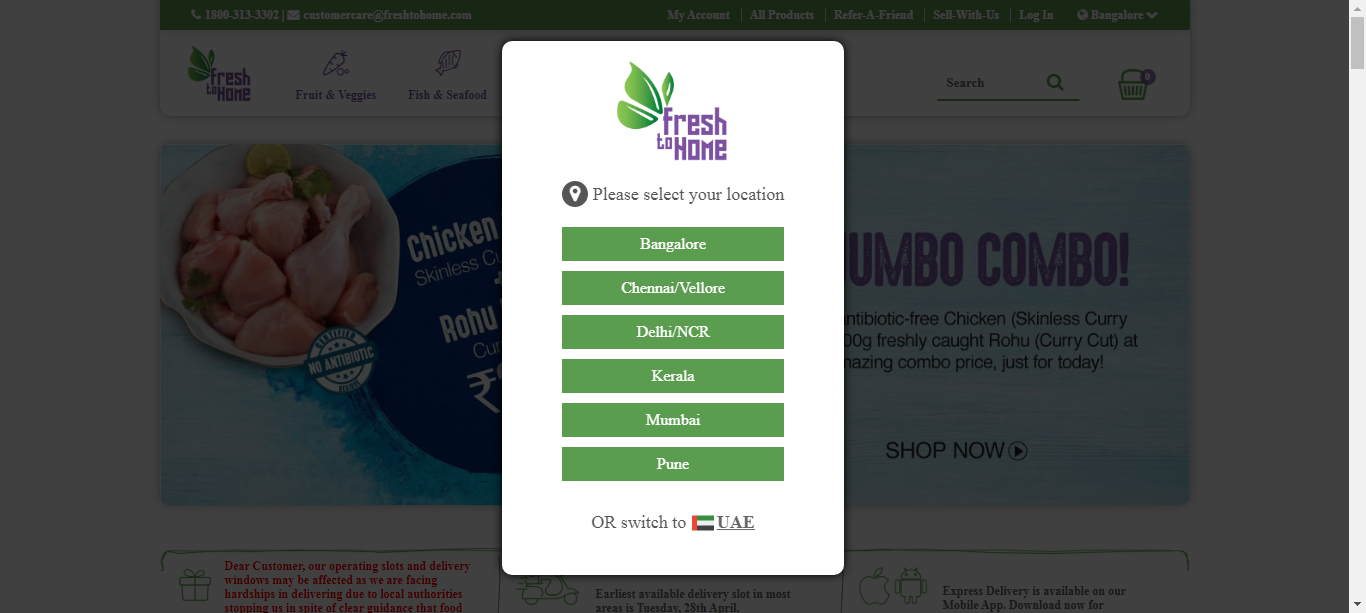 1800-313-3302 | customercare@freshtohome.com
My Account | All Products | Refer-A-Friend | Sell-With-Us | Log In
Bangalore
fresh
to HOME
Fruit & Veggies
Fish & Seafood
Search
0
fresh
to HOME
Please select your location
Bangalore
Chennai/Vellore
Delhi/NCR
Kerala
Mumbai
Pune
OR switch to UAE
Chicken
Skinless Cu
Rohu
Cur
₹
CERTIFIED
NO ANTIBIOTIC
UMBO COMBO!
ntibiotic-free Chicken (Skinless Curry
00g freshly caught Rohu (Curry Cut) at
mazing combo price, just for today!
SHOP NOW
Dear Customer, our operating slots and delivery
windows may be affected as we are facing
hardships in delivering due to local authorities
stopping us in spite of clear guidance that food
Earliest available delivery slot in most
areas is Tuesday, 28th April.
Express Delivery is available on our
Mobile App. Download now for